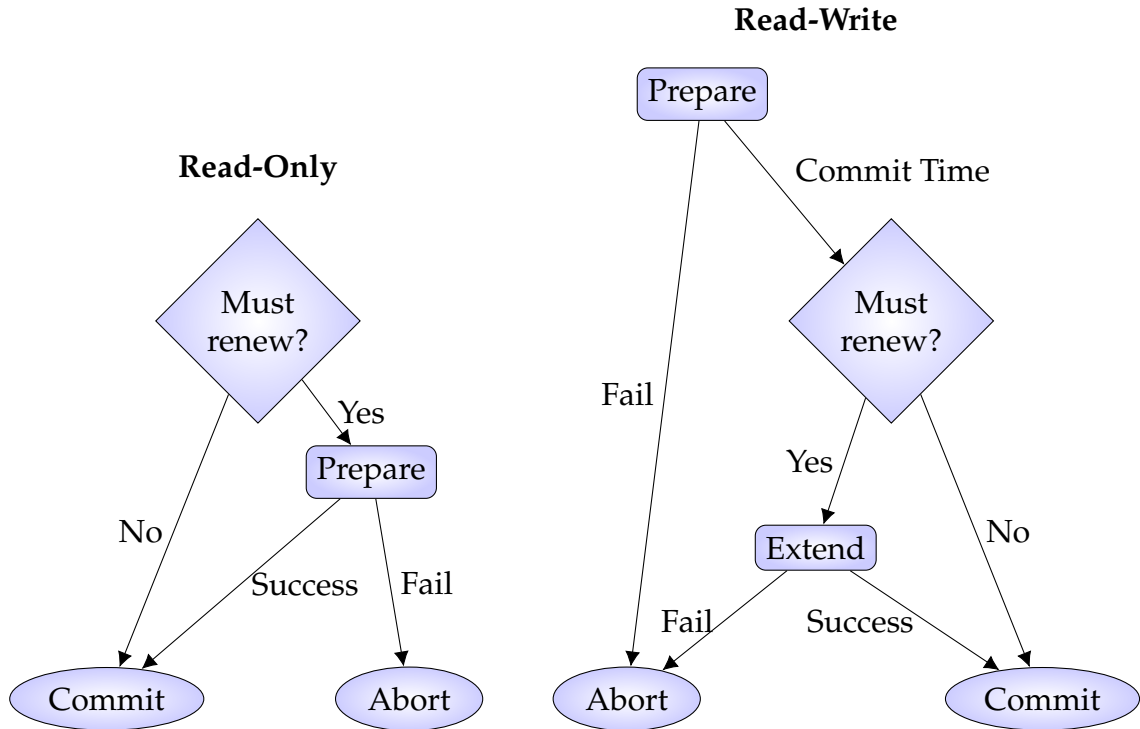 Read-Only
Must
renew?
Yes
Prepare
No
Success
Fail
Commit
Abort
Read-Write
Prepare
Commit Time
Must
renew?
Fail
Yes
Extend
No
Fail
Success
Abort
Commit